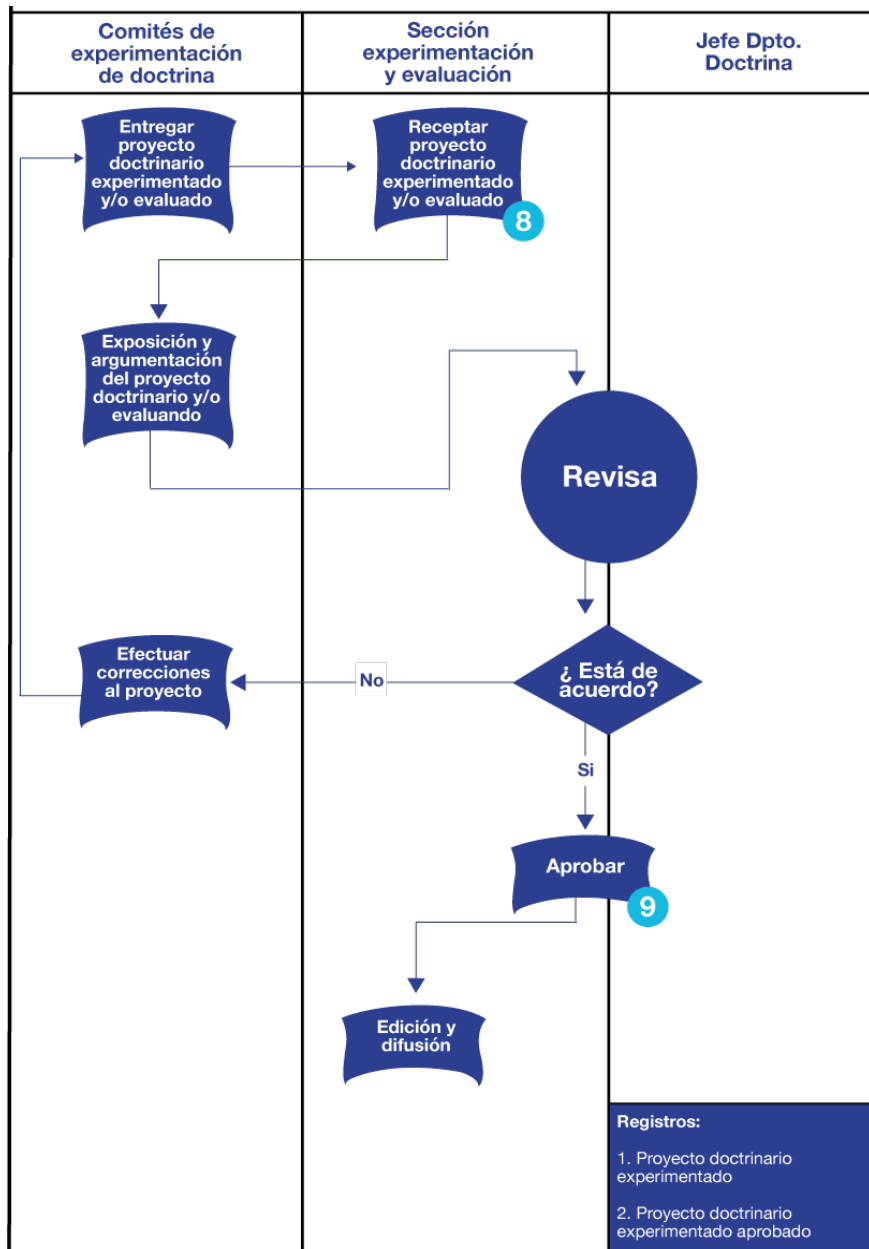 Comités de
experimentación
de doctrina
Sección
experimentación
y evaluación
Jefe Dpto.
Doctrina
Entregar
proyecto
doctrinario
experimentado
y/o evaluado
Receptar
proyecto
doctrinario
experimentado
y/o evaluado
8
Exposición y
argumentación
del proyecto
doctrinario y/o
evaluando
Revisa
¿ Está de
acuerdo?
No
Efectuar
correcciones
al proyecto
Si
Aprobar
9
Edición y
difusión
Registros:
1. Proyecto doctrinario
experimentado
2. Proyecto doctrinario
experimentado aprobado